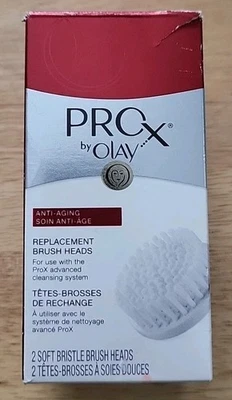 PROX®
by OLAY
ANTI-AGING
SOIN ANTI-ÂGE
REPLACEMENT
BRUSH HEADS
For use with the
ProX advanced
cleansing system
TÊTES-BROSSES
DE RECHANGE
À utiliser avec le
système de nettoyage
avancé ProX
2 SOFT BRISTLE BRUSH HEADS
2 TÊTES-BROSSES À SOIES DOUCES